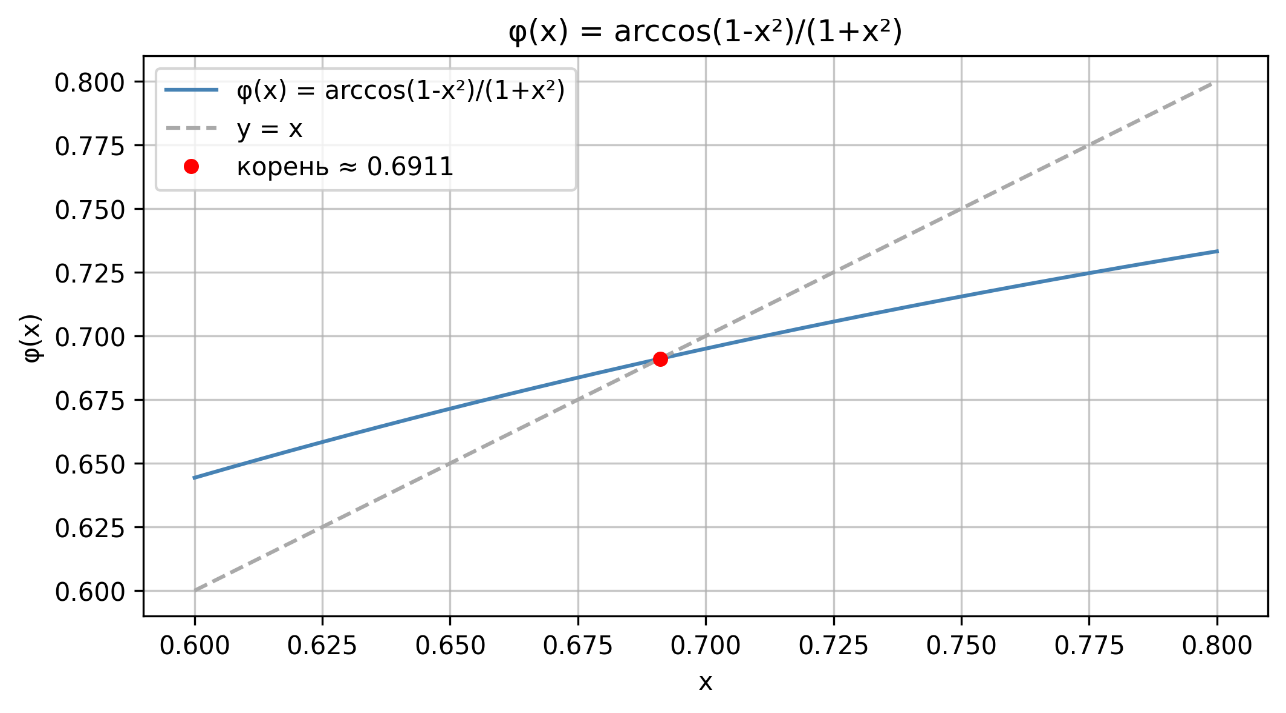 φ(x) = arccos(1-x²)/(1+x²)
φ(x) = arccos(1-x²)/(1+x²)
y = x
корень ≈ 0.6911
φ(x)
0.800
0.775
0.750
0.725
0.700
0.675
0.650
0.625
0.600
0.600 0.625 0.650 0.675 0.700 0.725 0.750 0.775 0.800
x